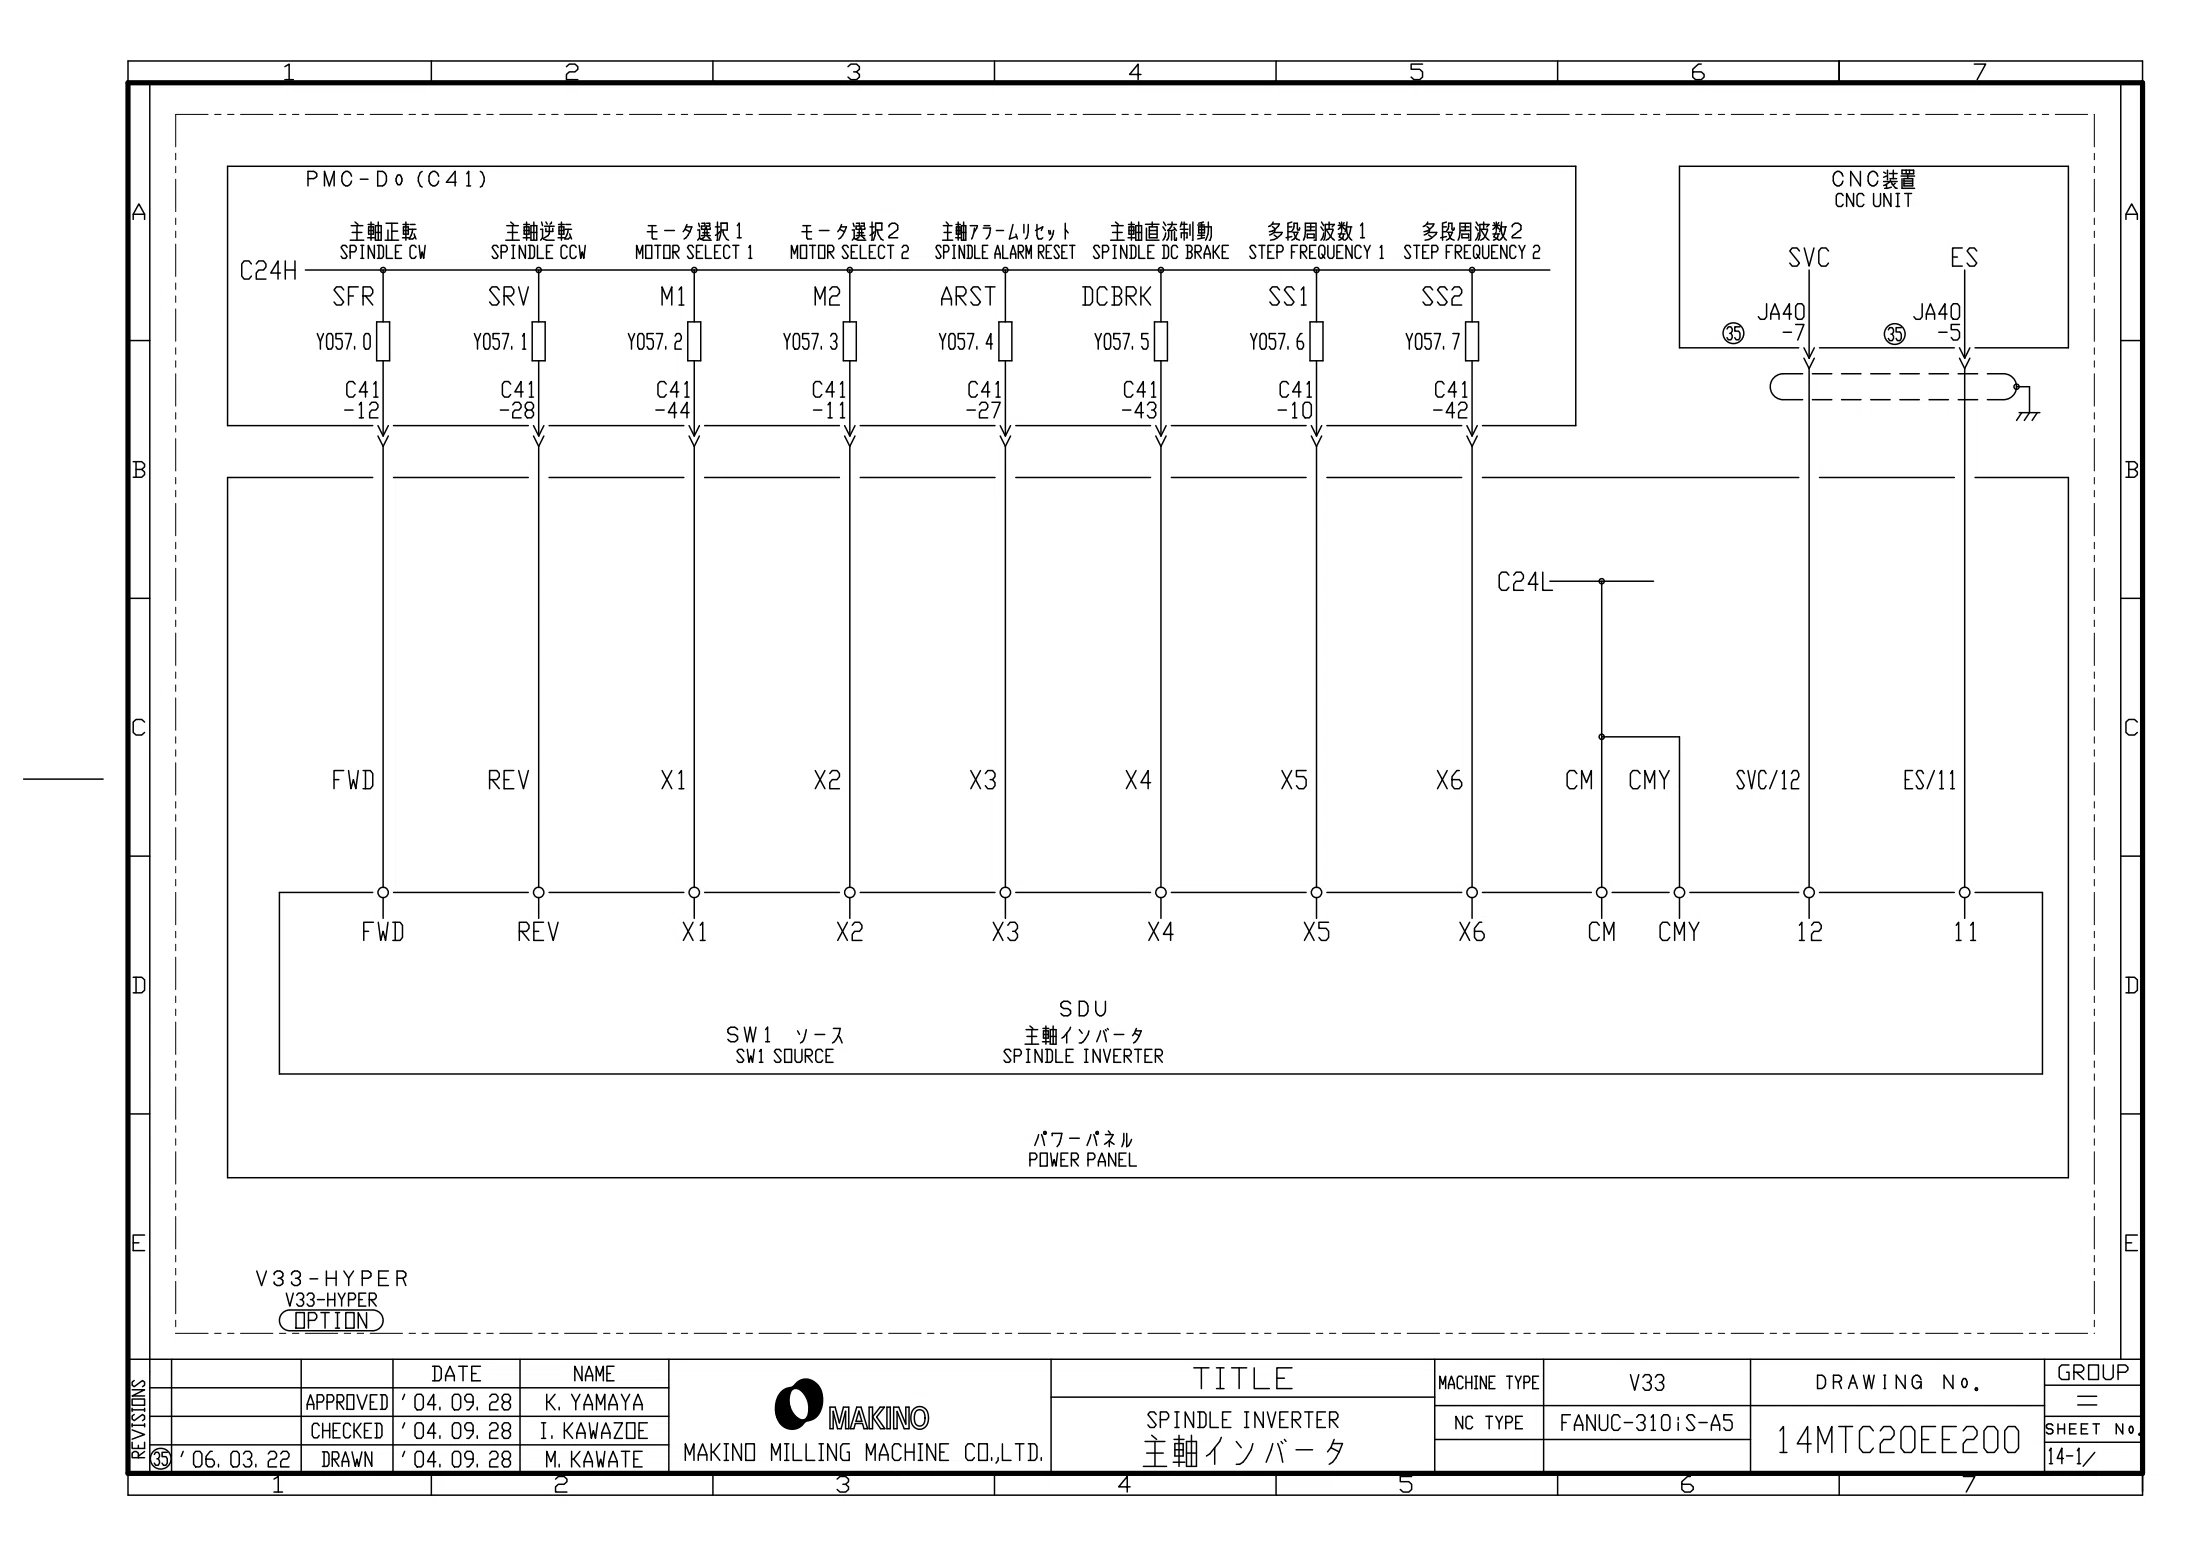 1 2 3 4 5 6 7
A A
B B
C C
D D
E E
PMC-Do(C41)
主軸正転 主軸逆転 モータ選択1 モータ選択2 主軸アラームリセット 主軸直流制動 多段周波数1 多段周波数2
SPINDLE CW SPINDLE CCW MOTOR SELECT 1 MOTOR SELECT 2 SPINDLE ALARM RESET SPINDLE DC BRAKE STEP FREQUENCY 1 STEP FREQUENCY 2
C24H
SFR SRV M1 M2 ARST DCBRK SS1 SS2
Y057.0 Y057.1 Y057.2 Y057.3 Y057.4 Y057.5 Y057.6 Y057.7
C41 C41 C41 C41 C41 C41 C41 C41
-12 -28 -44 -11 -27 -43 -10 -42
CNC装置
CNC UNIT
SVC ES
JA40 JA40
㉟ -7 ㉟ -5
C24L
FWD REV X1 X2 X3 X4 X5 X6 CM CMY SVC/12 ES/11
FWD REV X1 X2 X3 X4 X5 X6 CM CMY 12 11
SDU
SW1 ソース 主軸インバータ
SW1 SOURCE SPINDLE INVERTER
パワーパネル
POWER PANEL
V33-HYPER
V33-HYPER
OPTION
REVISIONS
㉟ '06.03.22
DATE NAME
APPROVED '04.09.28 K. YAMAYA
CHECKED '04.09.28 I. KAWAZOE
DRAWN '04.09.28 M. KAWATE
MAKINO
MAKINO MILLING MACHINE CO.,LTD.
TITLE
SPINDLE INVERTER
主軸インバータ
MACHINE TYPE V33
NC TYPE FANUC-310iS-A5
DRAWING No.
14MTC20EE200
GROUP
=
SHEET No.
14-1/
1 2 3 4 5 6 7